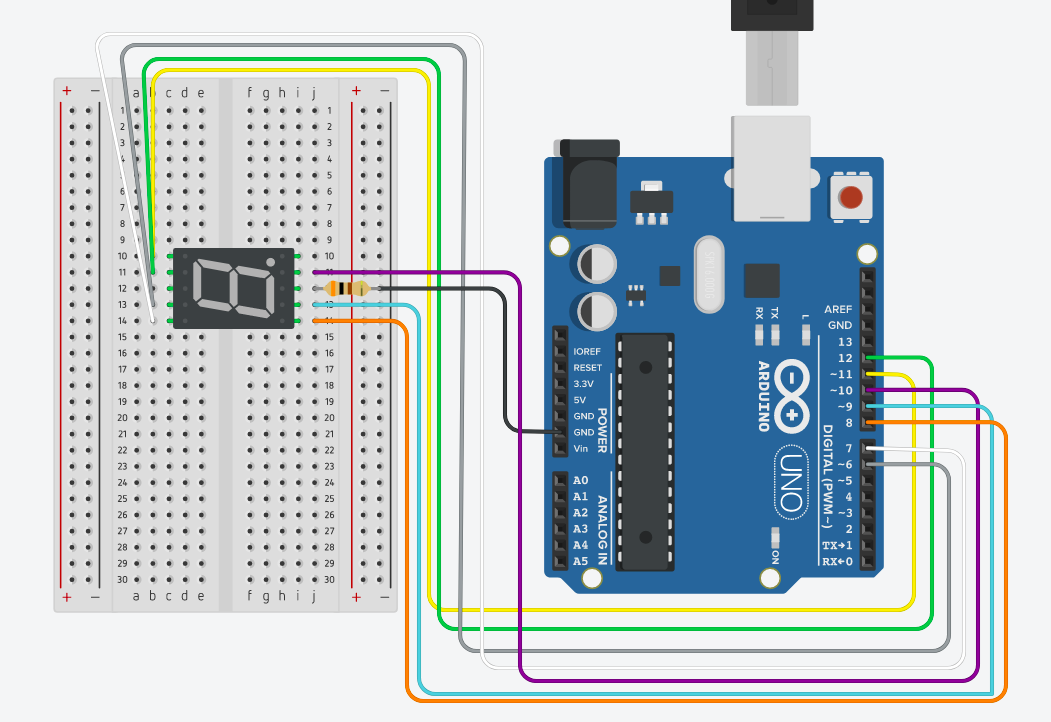 + − a b c d e f g h i j + −
1 1
2 2
3 3
4 4
5 5
6 6
7 7
8 8
9 9
10 10
11 11
12
13 13
14 14
15 15
16 16
17 17
18 18
19 19
20 20
21 21
22 22
23 23
24 24
25 25
26 26
27 27
28 28
29 29
30 30
+ − a b c d e f g h i j + −
IOREF
RESET
3.3V
5V
GND
GND
Vin
POWER
A0
A1
A2
A3
A4
A5
ANALOG IN
RX
TX
L
ARDUINO
UNO
ON
AREF
GND
13
12
~11
~10
~9
8
7
~6
~5
4
~3
2
TX→1
RX←0
DIGITAL (PWM~)